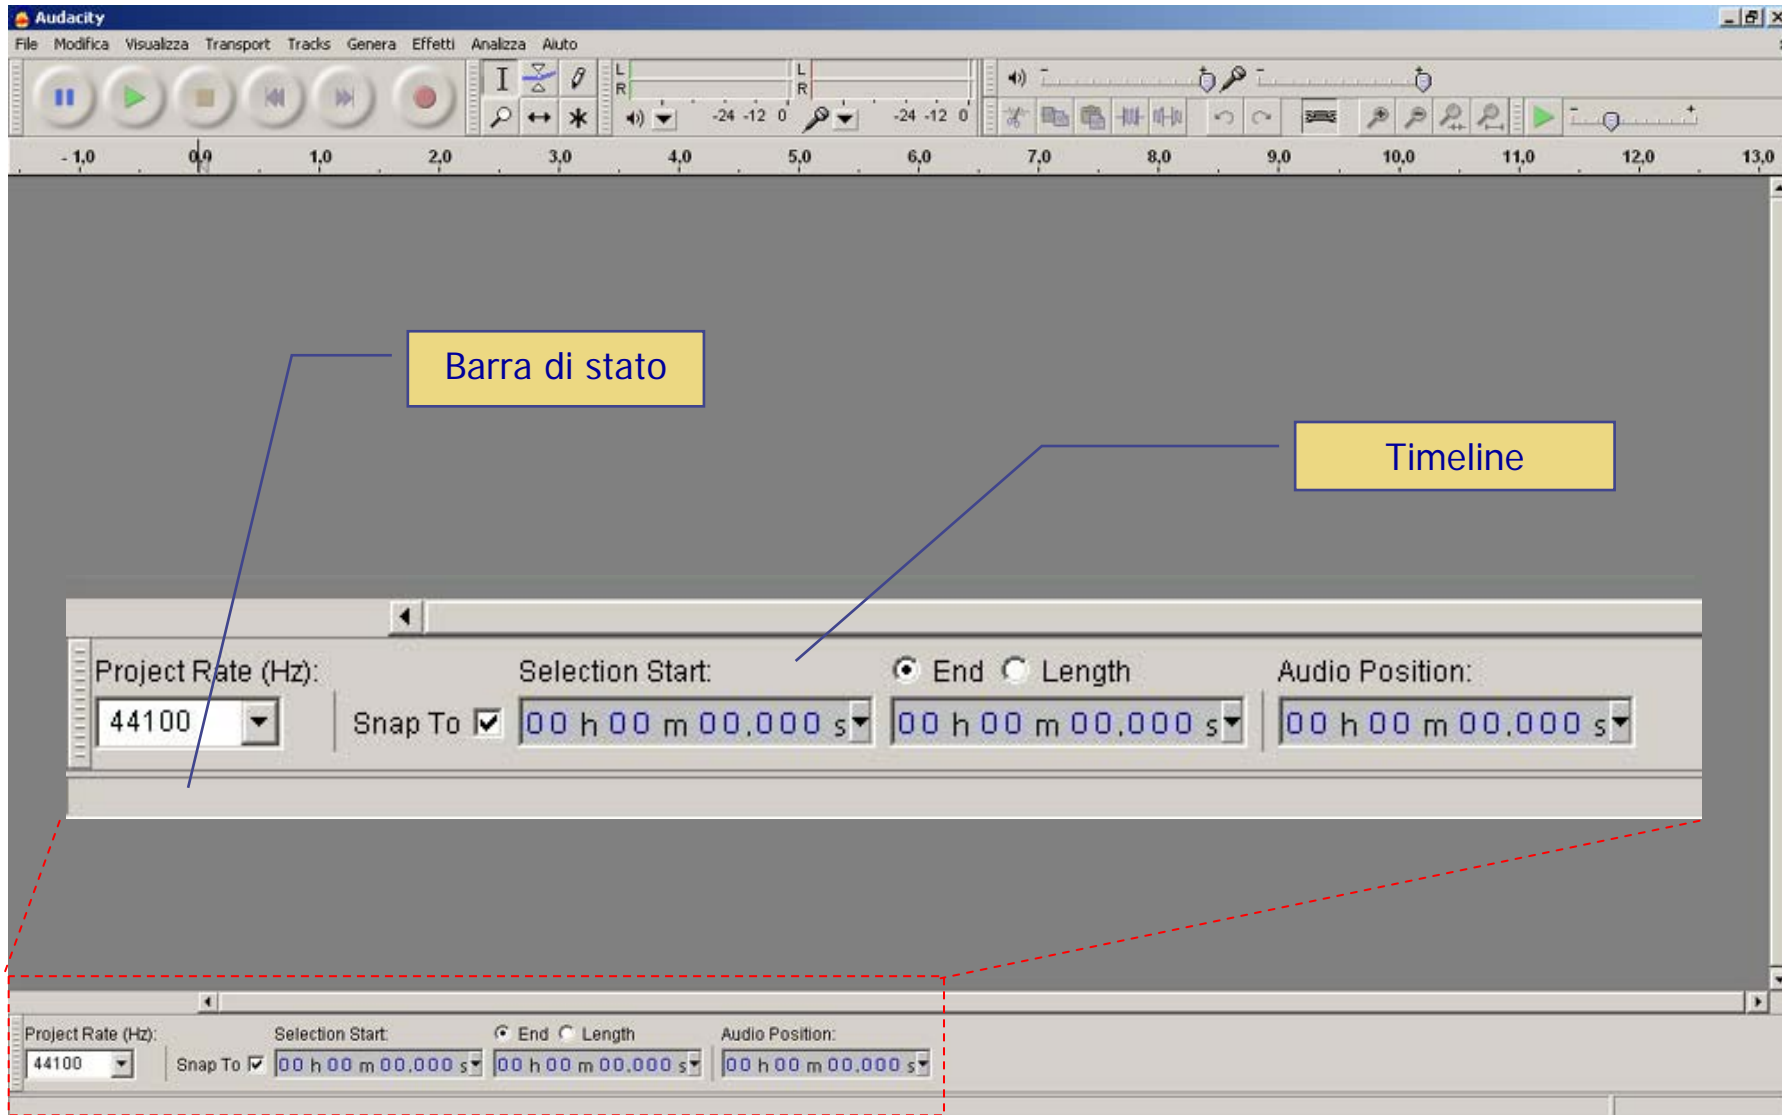 Audacity
File Modifica Visualizza Transport Tracks Genera Effetti Analizza Aiuto
L
R
-24 -12 0
L
R
-24 -12 0
- +
- +
- +
- 1,0 0,0 1,0 2,0 3,0 4,0 5,0 6,0 7,0 8,0 9,0 10,0 11,0 12,0 13,0
Barra di stato
Timeline
Project Rate (Hz): Selection Start: End Length Audio Position:
44100 Snap To 00 h 00 m 00.000 s 00 h 00 m 00.000 s 00 h 00 m 00.000 s
Project Rate (Hz): Selection Start: End Length Audio Position:
44100 Snap To 00 h 00 m 00.000 s 00 h 00 m 00.000 s 00 h 00 m 00.000 s